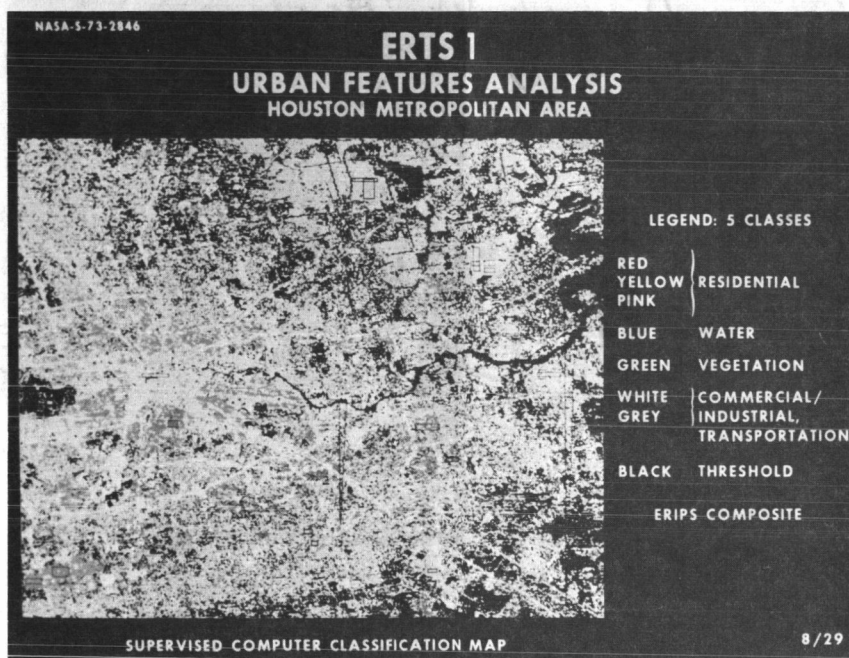 NASA-S-73-2846
ERTS 1
URBAN FEATURES ANALYSIS
HOUSTON METROPOLITAN AREA
LEGEND: 5 CLASSES
RED
YELLOW RESIDENTIAL
PINK
BLUE WATER
GREEN VEGETATION
WHITE COMMERCIAL/
GREY INDUSTRIAL,
TRANSPORTATION
BLACK THRESHOLD
ERIPS COMPOSITE
SUPERVISED COMPUTER CLASSIFICATION MAP
8/29